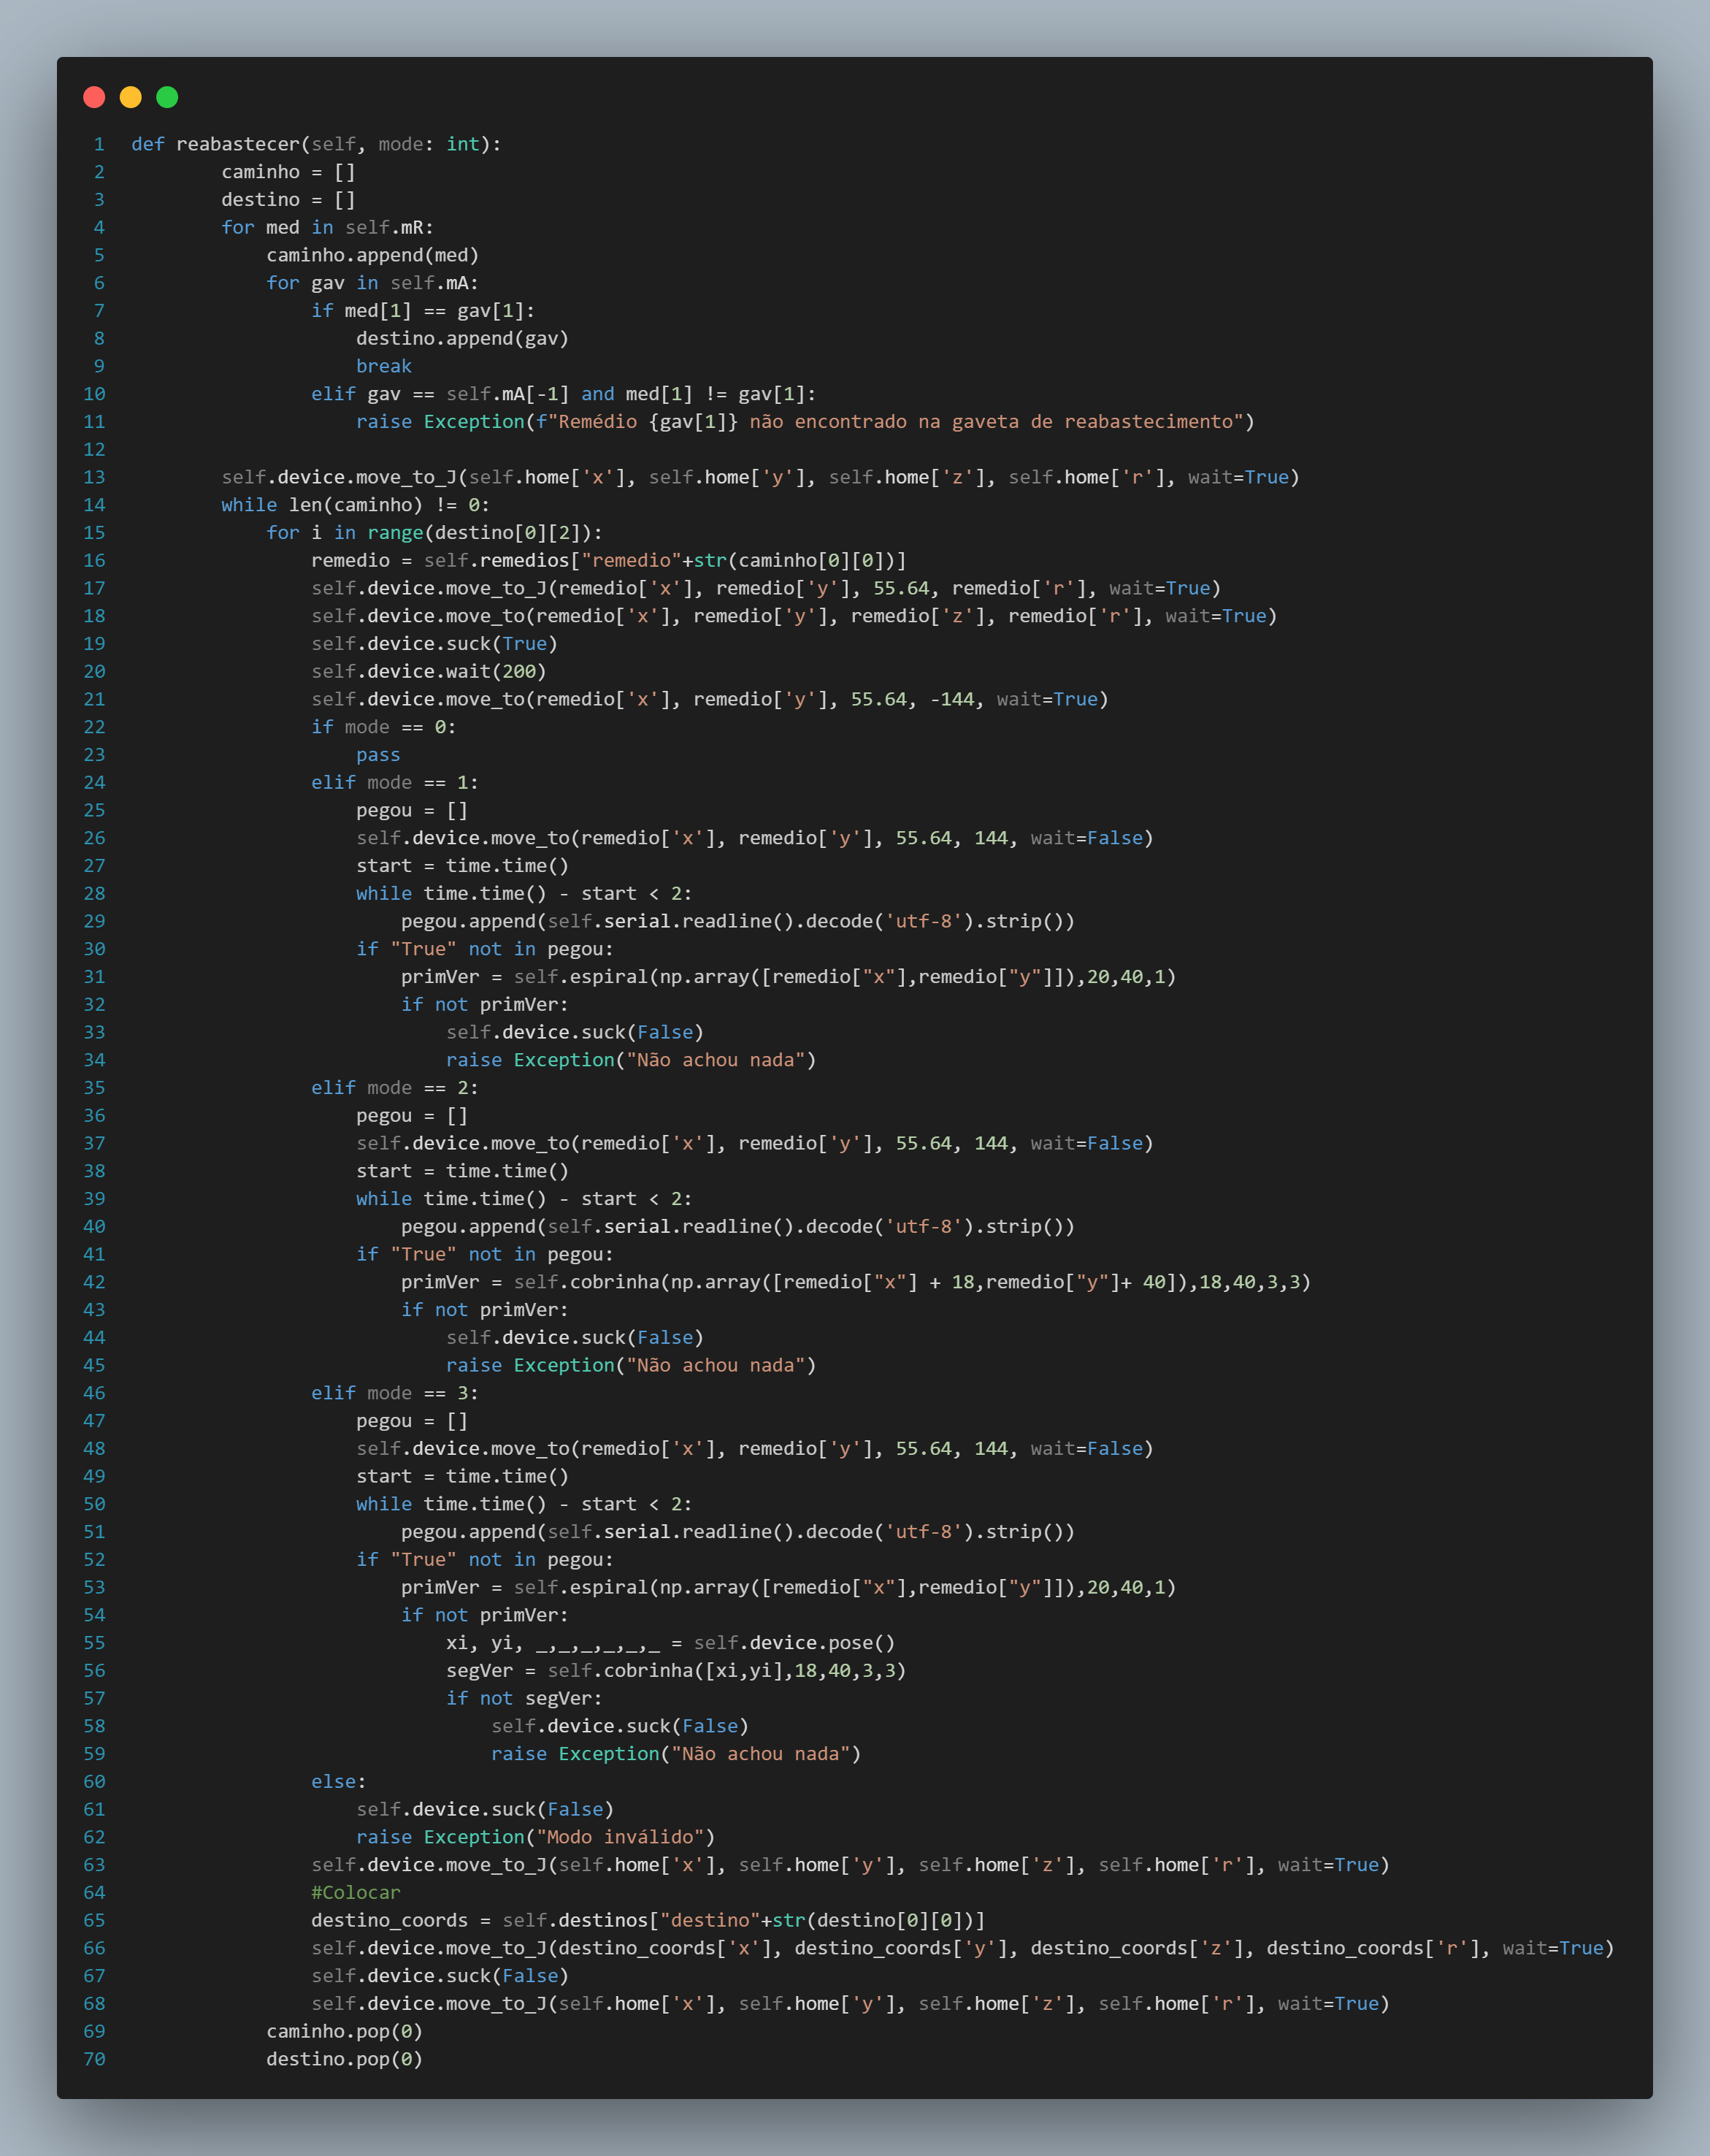 1 def reabastecer(self, mode: int):
2         caminho = []
3         destino = []
4         for med in self.mR:
5             caminho.append(med)
6             for gav in self.mA:
7                 if med[1] == gav[1]:
8                     destino.append(gav)
9                     break
10                 elif gav == self.mA[-1] and med[1] != gav[1]:
11                     raise Exception(f"Remédio {gav[1]} não encontrado na gaveta de reabastecimento")
12
13         self.device.move_to_J(self.home['x'], self.home['y'], self.home['z'], self.home['r'], wait=True)
14         while len(caminho) != 0:
15             for i in range(destino[0][2]):
16                 remedio = self.remedios["remedio"+str(caminho[0][0])]
17                 self.device.move_to_J(remedio['x'], remedio['y'], 55.64, remedio['r'], wait=True)
18                 self.device.move_to(remedio['x'], remedio['y'], remedio['z'], remedio['r'], wait=True)
19                 self.device.suck(True)
20                 self.device.wait(200)
21                 self.device.move_to(remedio['x'], remedio['y'], 55.64, -144, wait=True)
22                 if mode == 0:
23                     pass
24                 elif mode == 1:
25                     pegou = []
26                     self.device.move_to(remedio['x'], remedio['y'], 55.64, 144, wait=False)
27                     start = time.time()
28                     while time.time() - start < 2:
29                         pegou.append(self.serial.readline().decode('utf-8').strip())
30                     if "True" not in pegou:
31                         primVer = self.espiral(np.array([remedio["x"],remedio["y"]]),20,40,1)
32                         if not primVer:
33                             self.device.suck(False)
34                             raise Exception("Não achou nada")
35                 elif mode == 2:
36                     pegou = []
37                     self.device.move_to(remedio['x'], remedio['y'], 55.64, 144, wait=False)
38                     start = time.time()
39                     while time.time() - start < 2:
40                         pegou.append(self.serial.readline().decode('utf-8').strip())
41                     if "True" not in pegou:
42                         primVer = self.cobrinha(np.array([remedio["x"] + 18,remedio["y"]+ 40]),18,40,3,3)
43                         if not primVer:
44                             self.device.suck(False)
45                             raise Exception("Não achou nada")
46                 elif mode == 3:
47                     pegou = []
48                     self.device.move_to(remedio['x'], remedio['y'], 55.64, 144, wait=False)
49                     start = time.time()
50                     while time.time() - start < 2:
51                         pegou.append(self.serial.readline().decode('utf-8').strip())
52                     if "True" not in pegou:
53                         primVer = self.espiral(np.array([remedio["x"],remedio["y"]]),20,40,1)
54                         if not primVer:
55                             xi, yi, _,_,_,_,_,_ = self.device.pose()
56                             segVer = self.cobrinha([xi,yi],18,40,3,3)
57                             if not segVer:
58                                 self.device.suck(False)
59                                 raise Exception("Não achou nada")
60                 else:
61                     self.device.suck(False)
62                     raise Exception("Modo inválido")
63                 self.device.move_to_J(self.home['x'], self.home['y'], self.home['z'], self.home['r'], wait=True)
64                 #Colocar
65                 destino_coords = self.destinos["destino"+str(destino[0][0])]
66                 self.device.move_to_J(destino_coords['x'], destino_coords['y'], destino_coords['z'], destino_coords['r'], wait=True)
67                 self.device.suck(False)
68                 self.device.move_to_J(self.home['x'], self.home['y'], self.home['z'], self.home['r'], wait=True)
69             caminho.pop(0)
70             destino.pop(0)